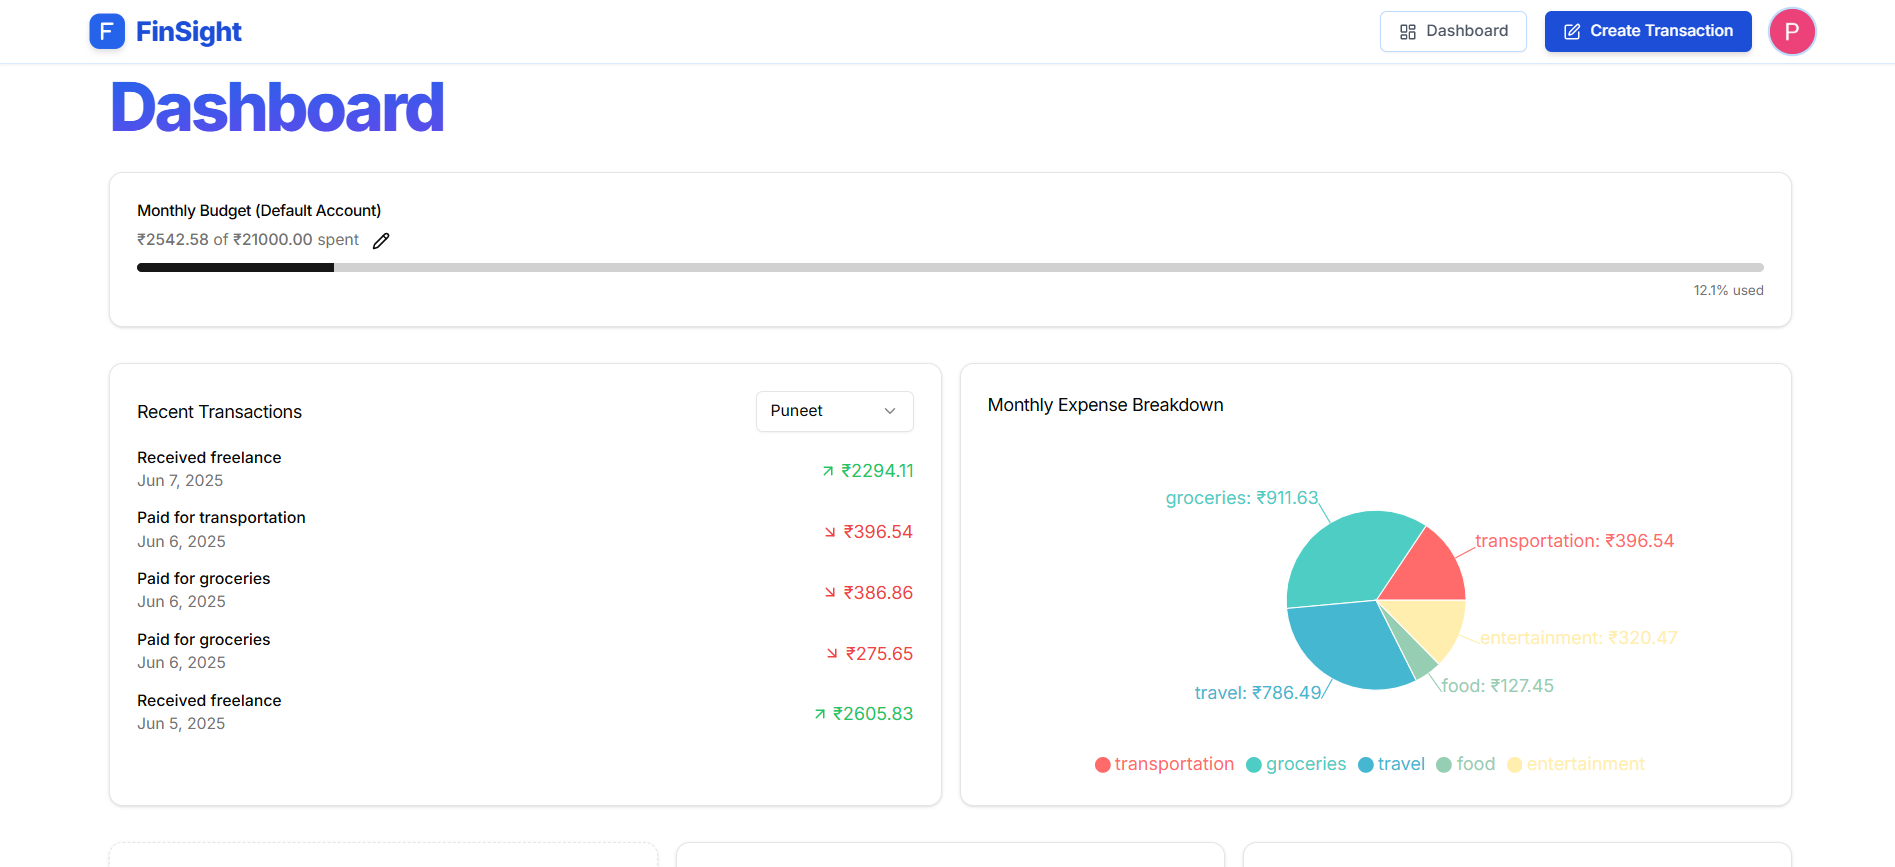 F FinSight
Dashboard
Create Transaction
P
Dashboard
Monthly Budget (Default Account)
₹2542.58 of ₹21000.00 spent
12.1% used
Recent Transactions
Puneet
Received freelance
Jun 7, 2025
₹2294.11
Paid for transportation
Jun 6, 2025
₹396.54
Paid for groceries
Jun 6, 2025
₹386.86
Paid for groceries
Jun 6, 2025
₹275.65
Received freelance
Jun 5, 2025
₹2605.83
Monthly Expense Breakdown
groceries: ₹911.63
transportation: ₹396.54
entertainment: ₹320.47
food: ₹127.45
travel: ₹786.49
transportation groceries travel food entertainment